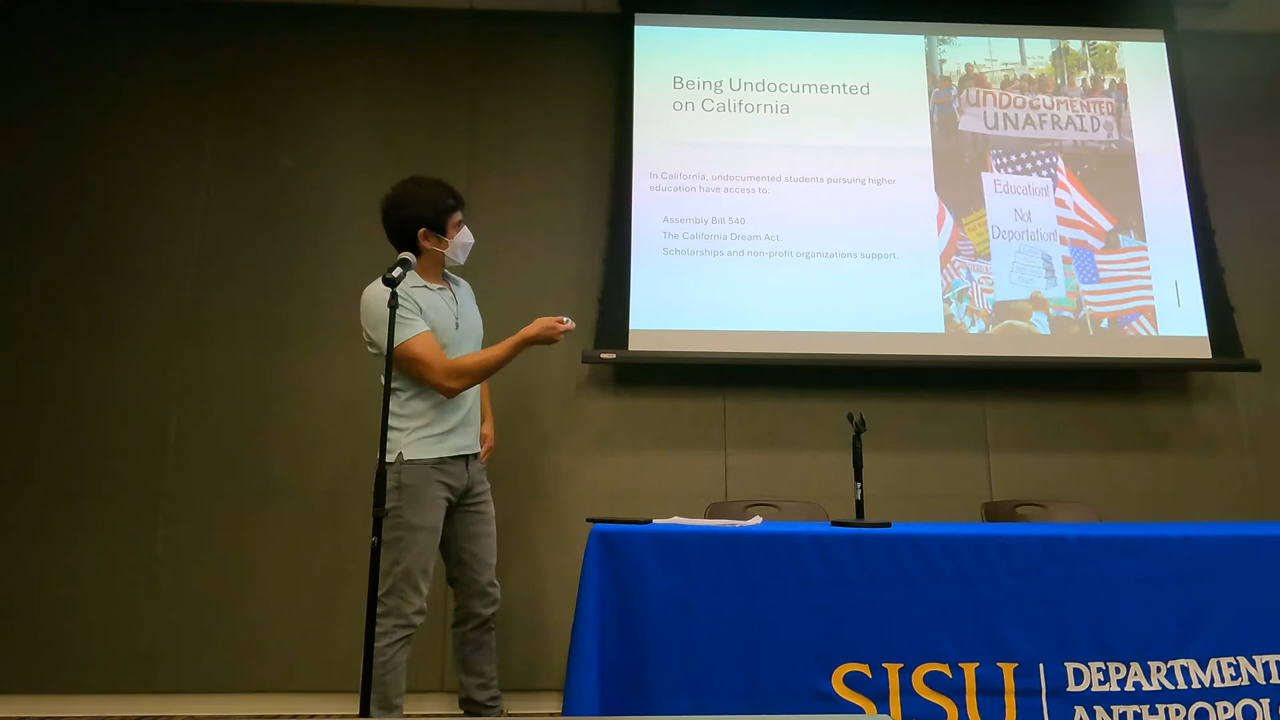 Being Undocumented
on California
In California, undocumented students pursuing higher
education have access to:
Assembly Bill 540.
The California Dream Act.
Scholarships and non-profit organizations support.
UNDOCUMENTED
UNAFRAID
Education!
Not
Deportation!
SJSU
DEPARTMENT
ANTHROPOL